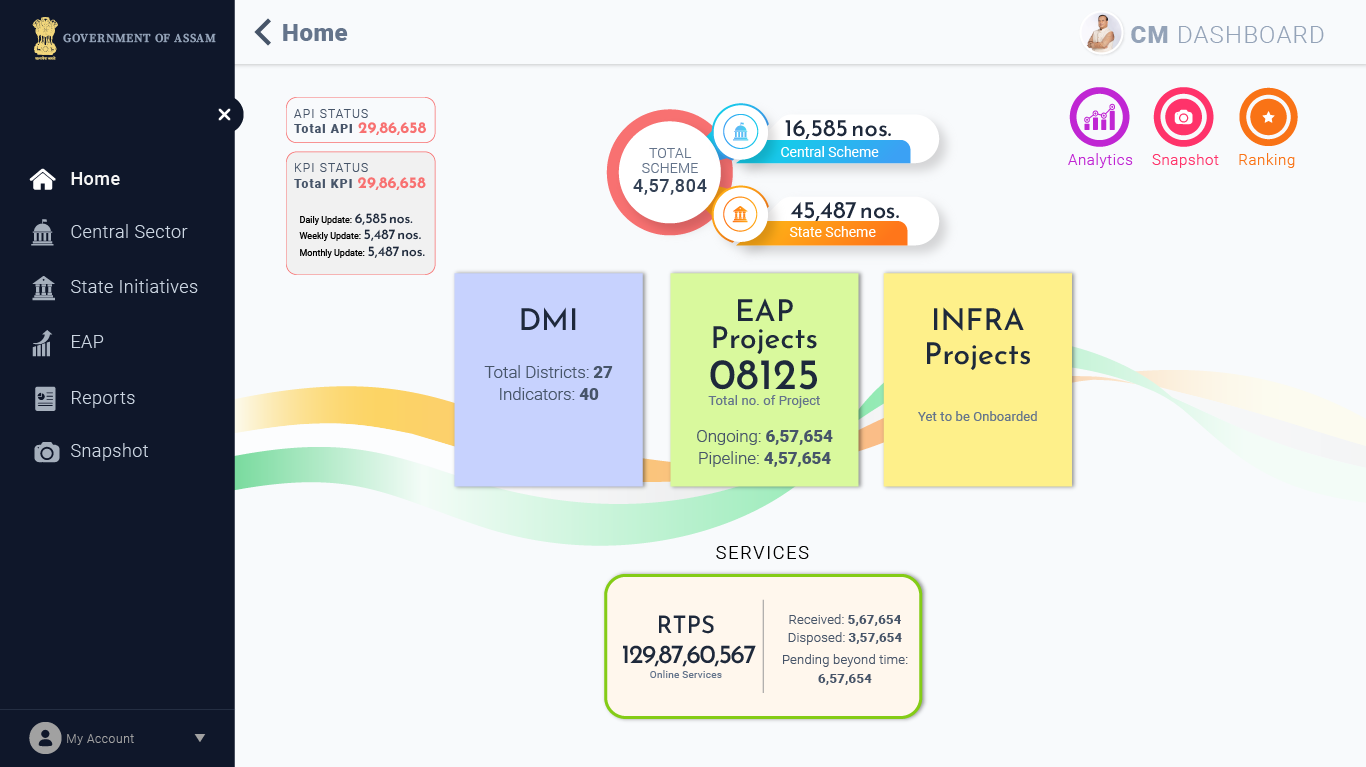 GOVERNMENT OF ASSAM
Home
CM DASHBOARD
Home
Central Sector
State Initiatives
EAP
Reports
Snapshot
My Account
API STATUS
Total API 29,86,658
KPI STATUS
Total KPI 29,86,658
Daily Update: 6,585 nos.
Weekly Update: 5,487 nos.
Monthly Update: 5,487 nos.
TOTAL
SCHEME
4,57,804
16,585 nos.
Central Scheme
45,487 nos.
State Scheme
Analytics
Snapshot
Ranking
DMI
Total Districts: 27
Indicators: 40
EAP
Projects
08125
Total no. of Project
Ongoing: 6,57,654
Pipeline: 4,57,654
INFRA
Projects
Yet to be Onboarded
SERVICES
RTPS
129,87,60,567
Online Services
Received: 5,67,654
Disposed: 3,57,654
Pending beyond time:
6,57,654